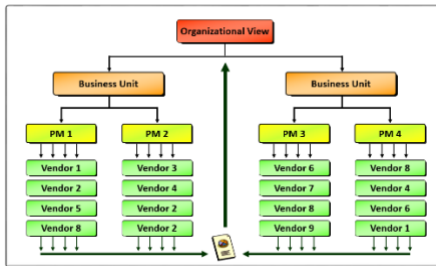 Organizational View
Business Unit
Business Unit
PM 1
PM 2
PM 3
PM 4
Vendor 1
Vendor 3
Vendor 6
Vendor 8
Vendor 2
Vendor 4
Vendor 7
Vendor 4
Vendor 5
Vendor 2
Vendor 8
Vendor 6
Vendor 8
Vendor 2
Vendor 9
Vendor 1